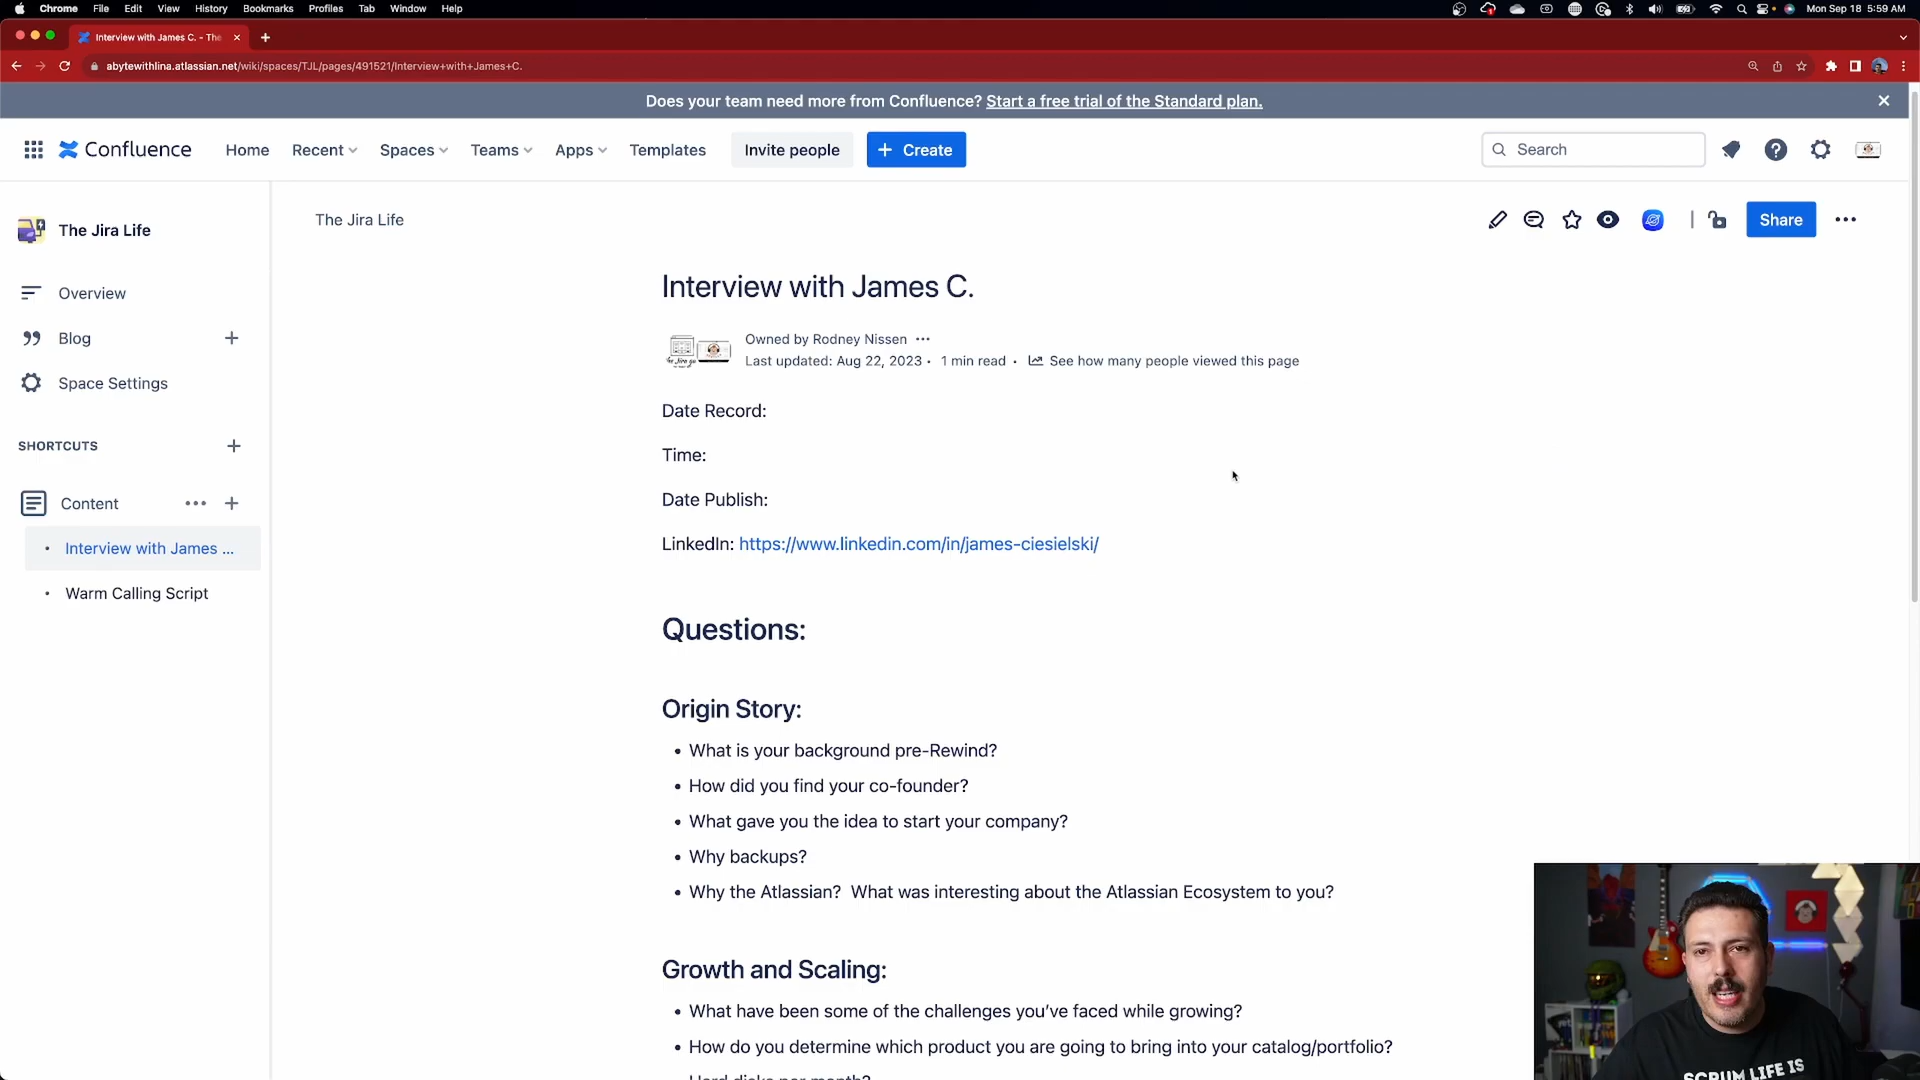 Chrome File Edit View History Bookmarks Profiles Tab Window Help
Mon Sep 18 5:59 AM
Interview with James C. - The
abytewithlina.atlassian.net/wiki/spaces/TJL/pages/491521/Interview+with+James+C.
Does your team need more from Confluence? Start a free trial of the Standard plan.
Confluence Home Recent Spaces Teams Apps Templates Invite people + Create Search
The Jira Life
Overview
Blog
Space Settings
SHORTCUTS
Content
Interview with James ...
Warm Calling Script
The Jira Life
Share
Interview with James C.
Owned by Rodney Nissen
Last updated: Aug 22, 2023 • 1 min read • See how many people viewed this page
Date Record:
Time:
Date Publish:
LinkedIn: https://www.linkedin.com/in/james-ciesielski/
Questions:
Origin Story:
• What is your background pre-Rewind?
• How did you find your co-founder?
• What gave you the idea to start your company?
• Why backups?
• Why the Atlassian? What was interesting about the Atlassian Ecosystem to you?
Growth and Scaling:
• What have been some of the challenges you've faced while growing?
• How do you determine which product you are going to bring into your catalog/portfolio?
SCRUM LIFE IS